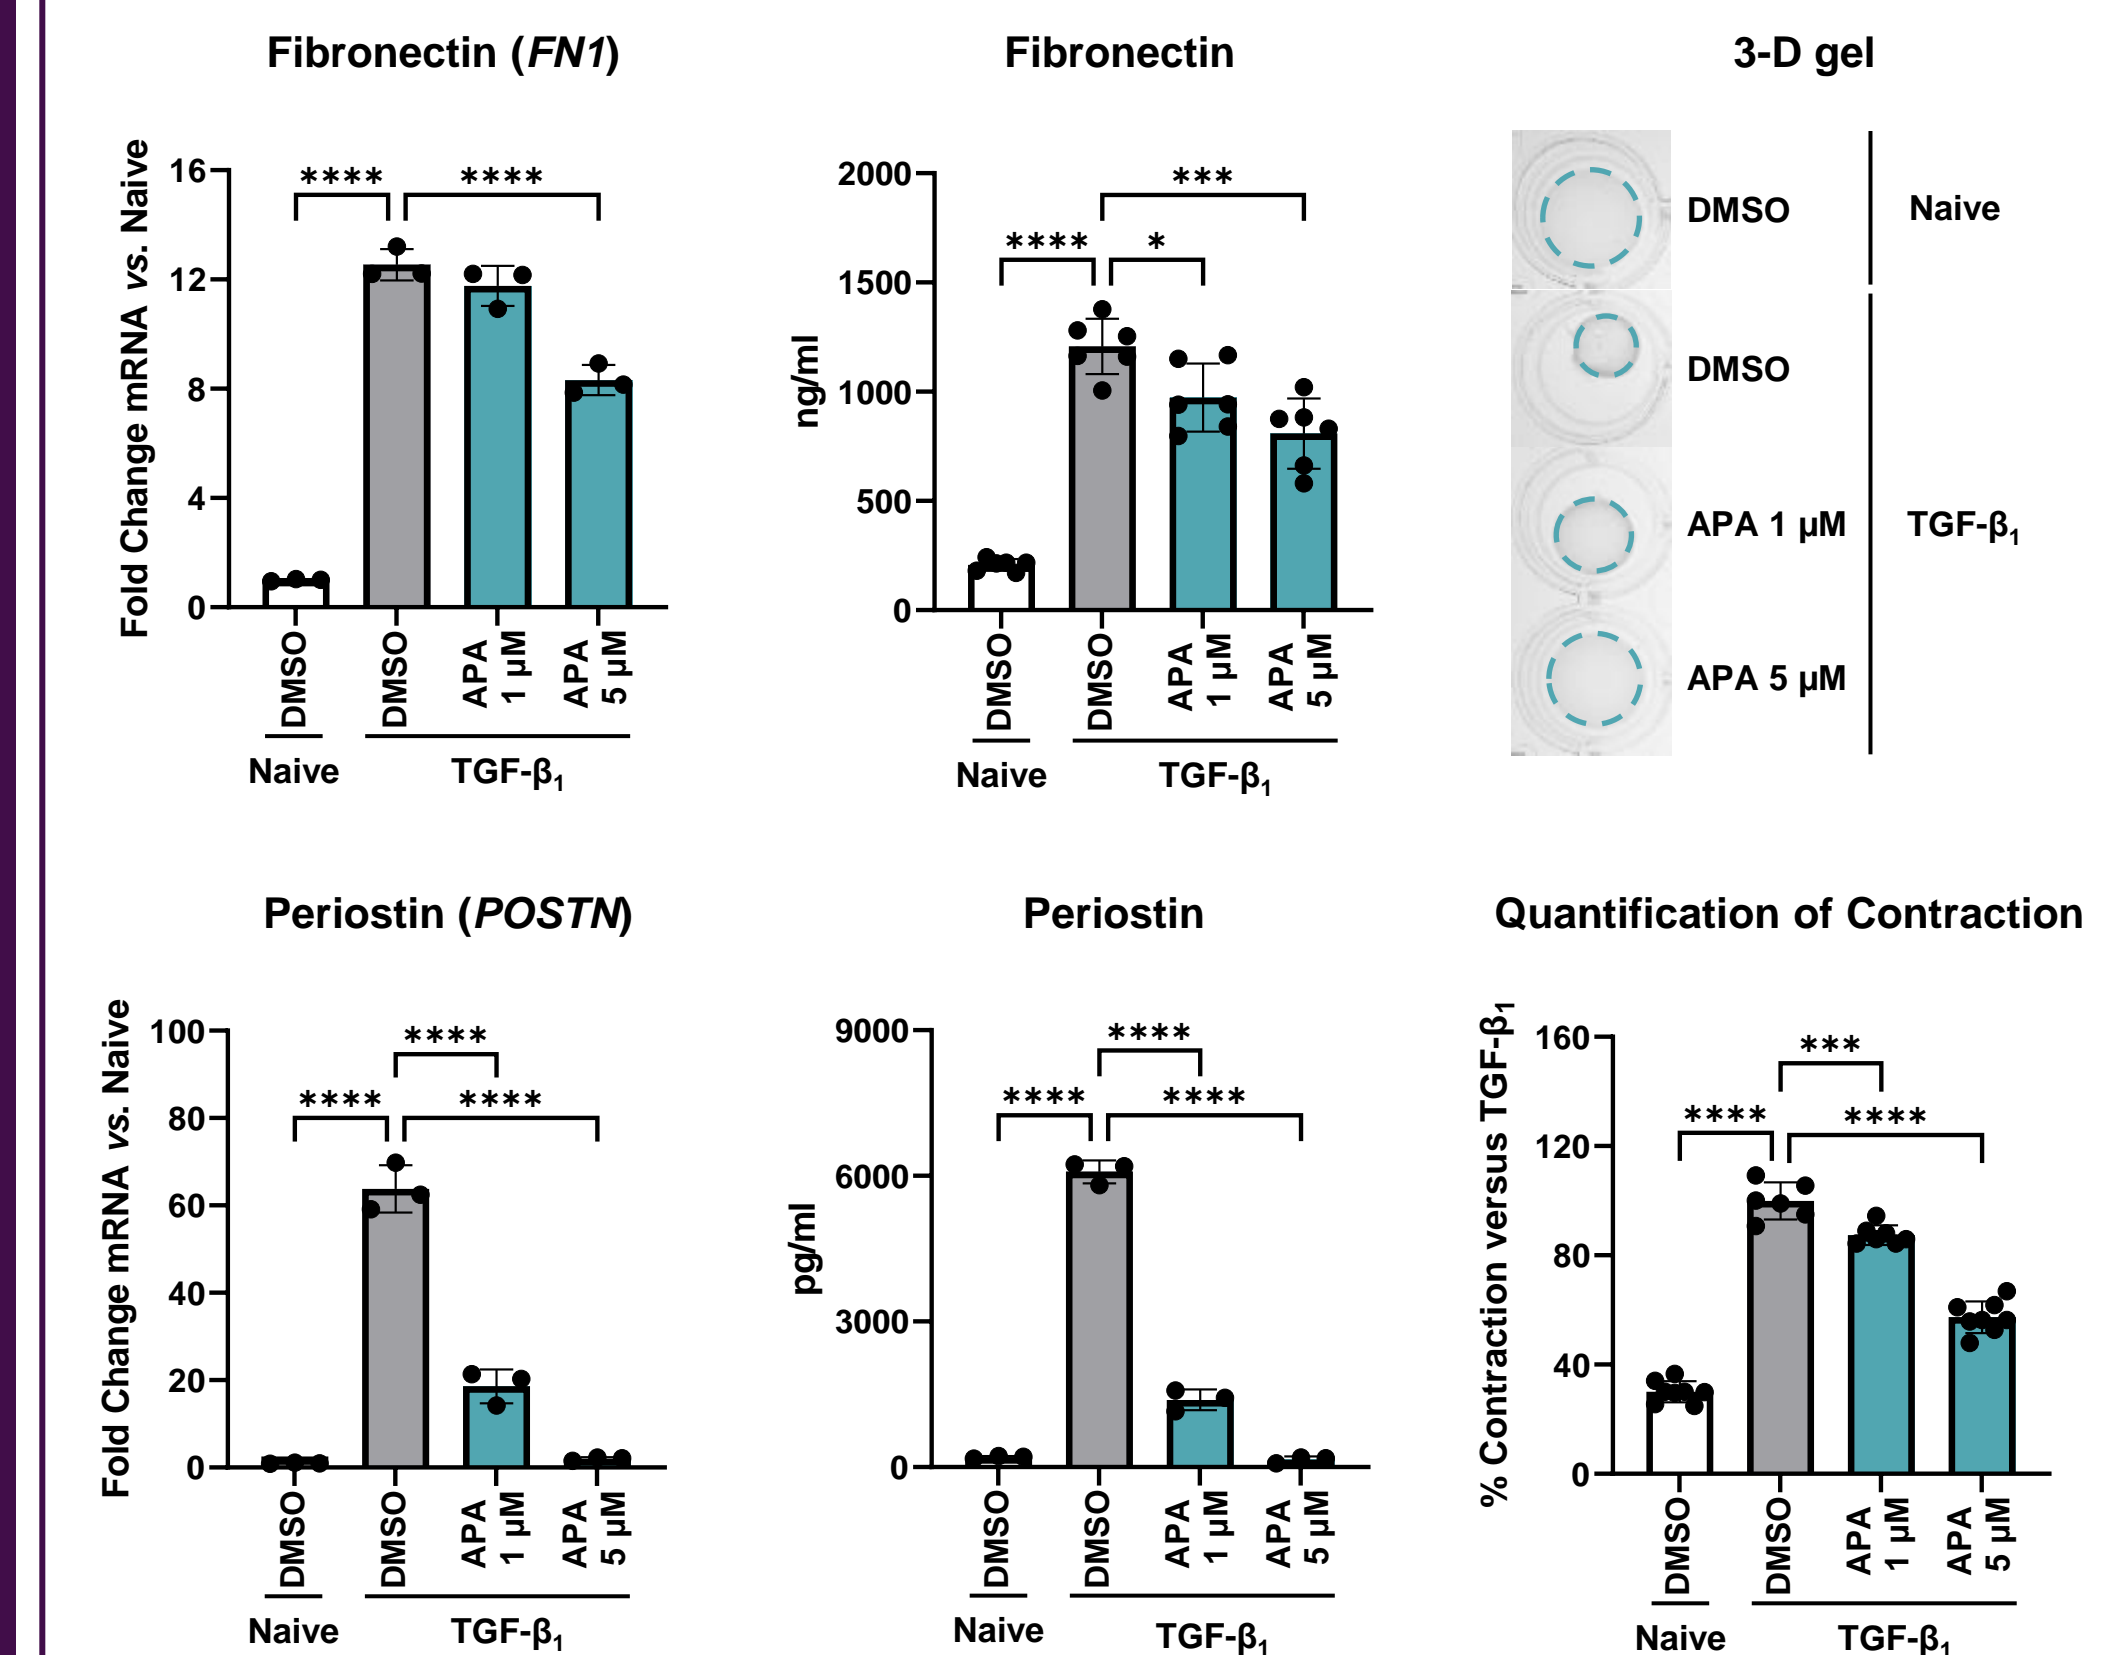 Fibronectin (FN1)
Fold Change mRNA vs. Naive
16
12
8
4
0
**** ****
DMSO
DMSO
APA 1 µM
APA 5 µM
Naive
TGF-β₁
Fibronectin
ng/ml
2000
1500
1000
500
0
***
**** *
DMSO
DMSO
APA 1 µM
APA 5 µM
Naive
TGF-β₁
3-D gel
DMSO
Naive
DMSO
APA 1 µM
TGF-β₁
APA 5 µM
Periostin (POSTN)
Fold Change mRNA vs. Naive
100
80
60
40
20
0
****
**** ****
DMSO
DMSO
APA 1 µM
APA 5 µM
Naive
TGF-β₁
Periostin
pg/ml
9000
6000
3000
0
****
**** ****
DMSO
DMSO
APA 1 µM
APA 5 µM
Naive
TGF-β₁
Quantification of Contraction
% Contraction versus TGF-β₁
160
120
80
40
0
***
**** ****
DMSO
DMSO
APA 1 µM
APA 5 µM
Naive
TGF-β₁